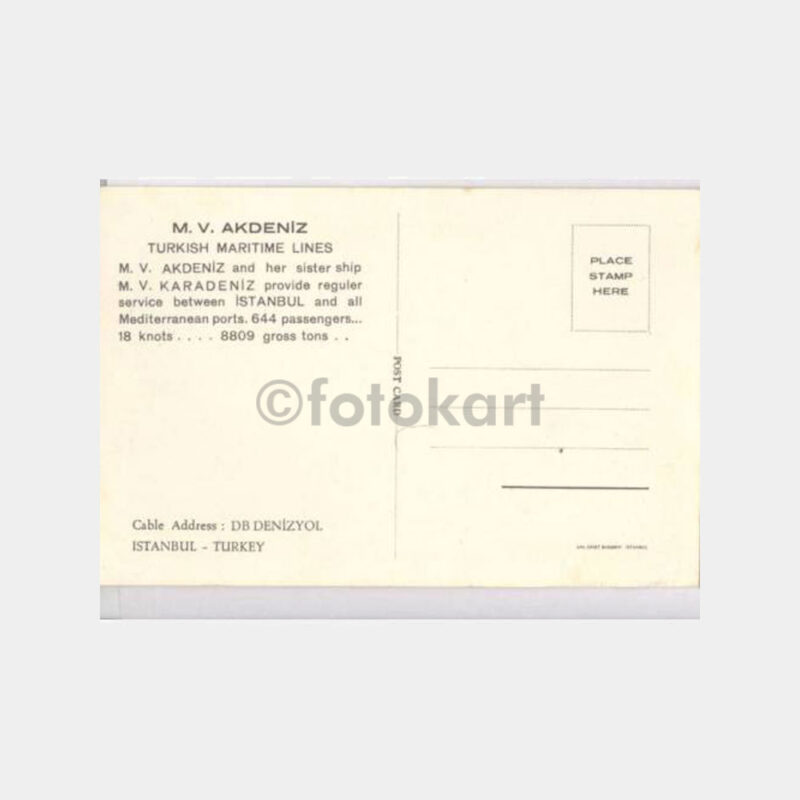 M. V. AKDENİZ
TURKISH MARITIME LINES
M. V. AKDENİZ and her sister ship
M. V. KARADENİZ provide reguler
service between İSTANBUL and all
Mediterranean ports. 644 passengers...
18 knots . . . . 8809 gross tons . .
Cable Address : DB DENİZYOL
ISTANBUL - TURKEY
POST CARD
PLACE
STAMP
HERE
©fotokart